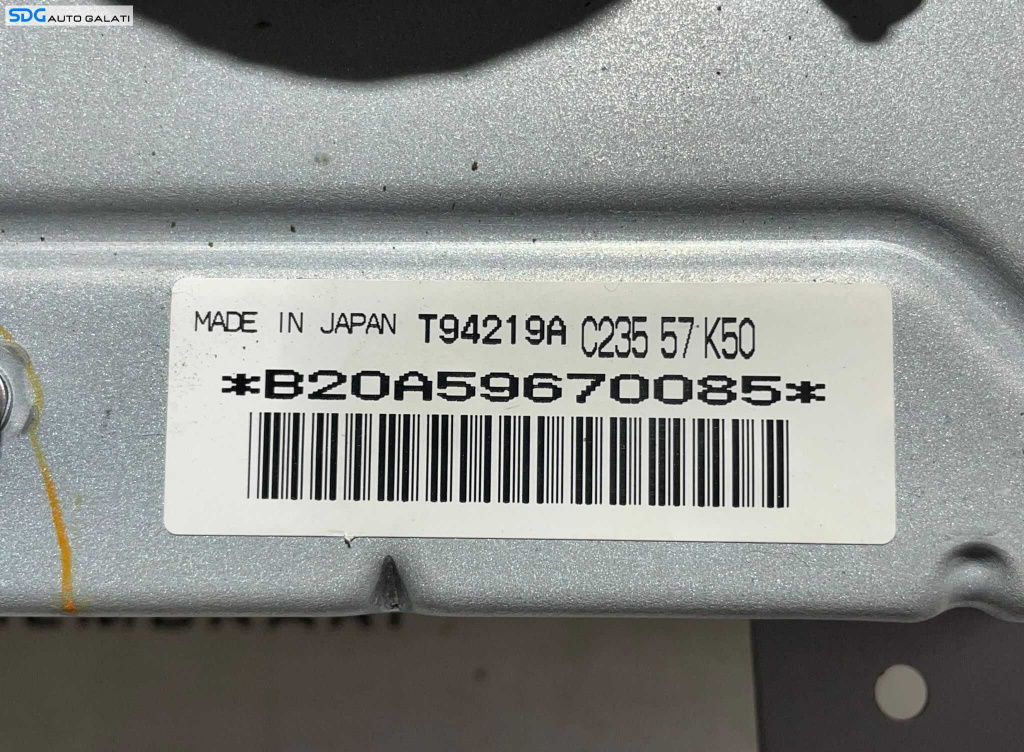 SDG AUTO GALATI
MADE IN JAPAN T94219A C235 57 K50
*B20A59670085*